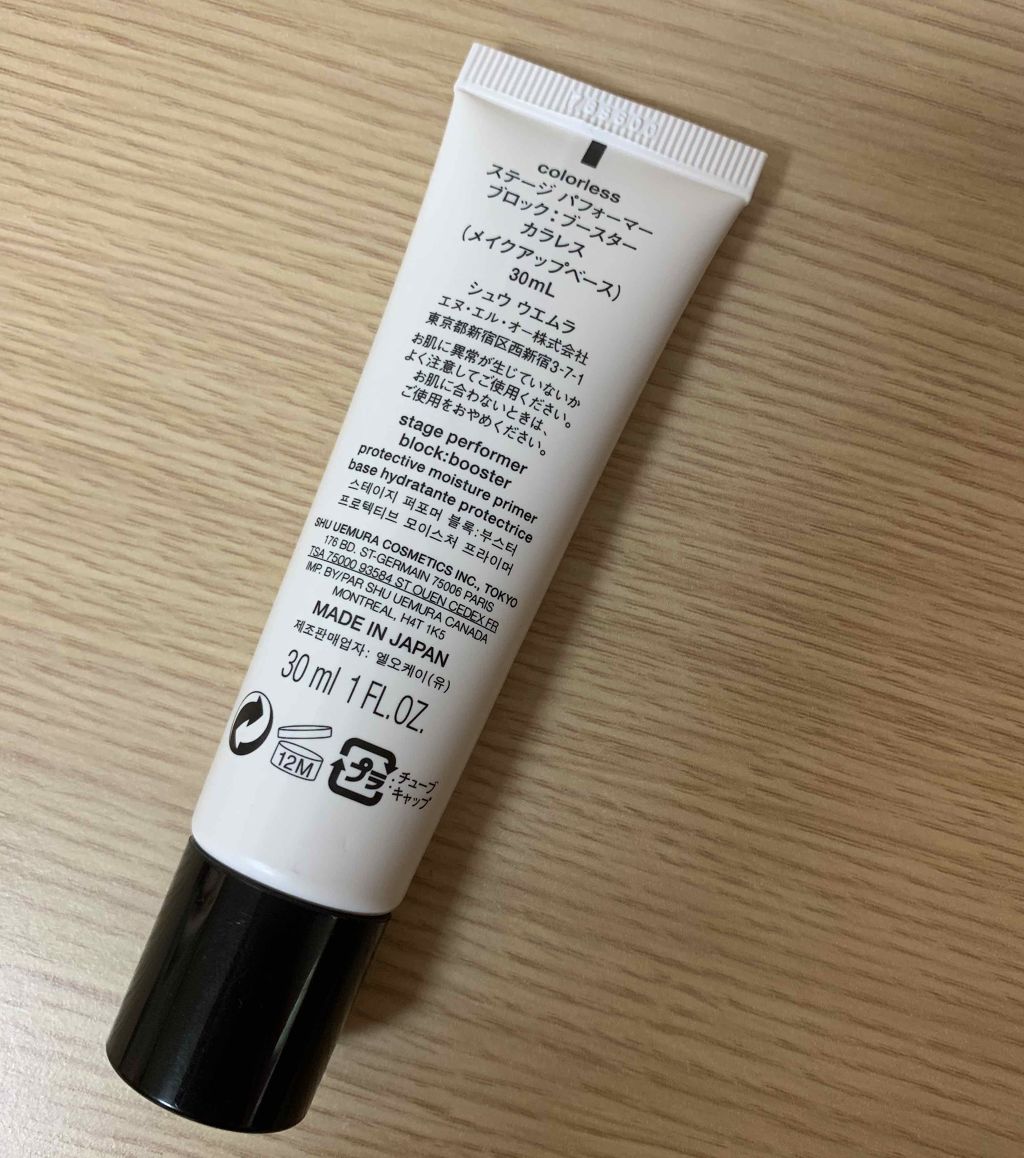 colorless
ステージ パフォーマー
ブロック:ブースター
カラレス
(メイクアップベース)
30mL
シュウ ウエムラ
エヌ・エル・オー株式会社
東京都新宿区西新宿3-7-1
お肌に異常が生じていないか
よく注意してご使用ください。
お肌に合わないときは、
ご使用をおやめください。
stage performer
block:booster
protective moisture primer
base hydratante protectrice
스테이지 퍼포머 블록:부스터
프로텍티브 모이스처 프라이머
SHU UEMURA COSMETICS INC., TOKYO
176 BD. ST-GERMAIN 75006 PARIS
TSA 75000 93584 ST OUEN CEDEX FR
IMP. BY/PAR SHU UEMURA CANADA
MONTREAL, H4T 1K5
MADE IN JAPAN
제조판매업자: 엘오케이(유)
30 ml 1 FL.OZ.
12M
プラ
:チューブ
・キャップ